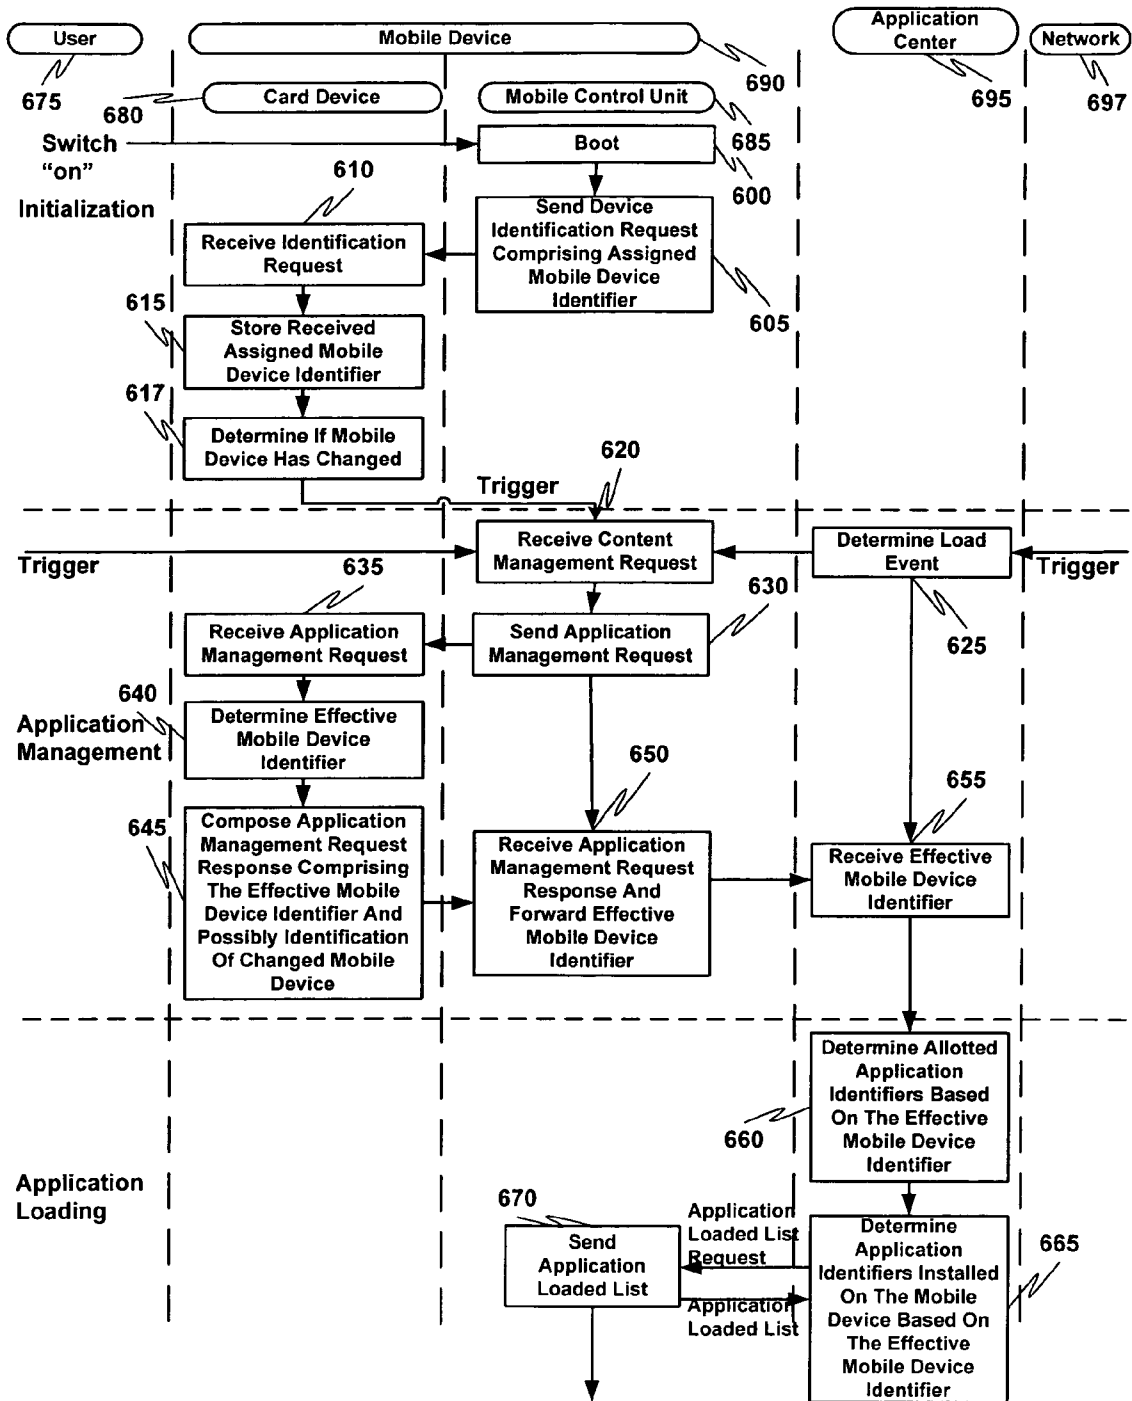 User
Mobile Device
Application
Center
Network
675
680
690
695
697
Card Device
Mobile Control Unit
685
Switch
"on"
Boot
600
Initialization
610
Send Device
Identification Request
Comprising Assigned
Mobile Device
Identifier
605
Receive Identification
Request
615
Store Received
Assigned Mobile
Device Identifier
617
Determine If Mobile
Device Has Changed
Trigger
620
Receive Content
Management Request
Determine Load
Event
Trigger
Trigger
625
635
630
Receive Application
Management Request
Send Application
Management Request
640
Application
Management
Determine Effective
Mobile Device
Identifier
650
655
645
Compose Application
Management Request
Response Comprising
The Effective Mobile
Device Identifier And
Possibly Identification
Of Changed Mobile
Device
Receive Application
Management Request
Response And
Forward Effective
Mobile Device
Identifier
Receive Effective
Mobile Device
Identifier
Determine Allotted
Application
Identifiers Based
On The Effective
Mobile Device
Identifier
660
Application
Loading
670
Send
Application
Loaded List
Application
Loaded List
Request
Application
Loaded List
Determine
Application
Identifiers Installed
On The Mobile
Device Based On
The Effective
Mobile Device
Identifier
665